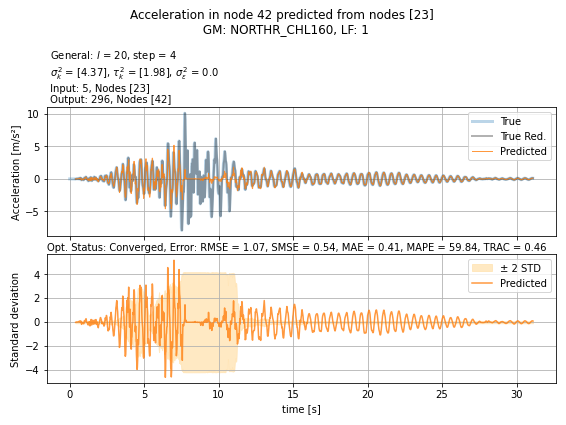 Acceleration in node 42 predicted from nodes [23]
GM: NORTHR_CHL160, LF: 1
General: l = 20, step = 4
σ²ₖ = [4.37], τ²ₖ = [1.98], σ²ε = 0.0
Input: 5, Nodes [23]
Output: 296, Nodes [42]
Acceleration [m/s²]
10
5
0
−5
True
True Red.
Predicted
Opt. Status: Converged, Error: RMSE = 1.07, SMSE = 0.54, MAE = 0.41, MAPE = 59.84, TRAC = 0.46
Standard deviation
4
2
0
−2
−4
± 2 STD
Predicted
0 5 10 15 20 25 30
time [s]